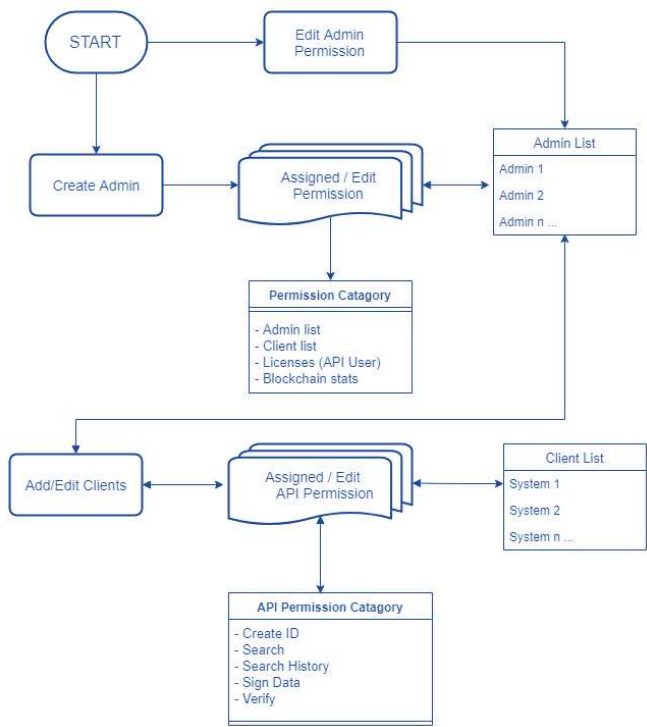 START
Edit Admin
Permission
Create Admin
Assigned / Edit
Permission
Admin List
Admin 1
Admin 2
Admin n ...
Permission Catagory
- Admin list
- Client list
- Licenses (API User)
- Blockchain stats
Add/Edit Clients
Assigned / Edit
API Permission
Client List
System 1
System 2
System n ...
API Permission Catagory
- Create ID
- Search
- Search History
- Sign Data
- Verify